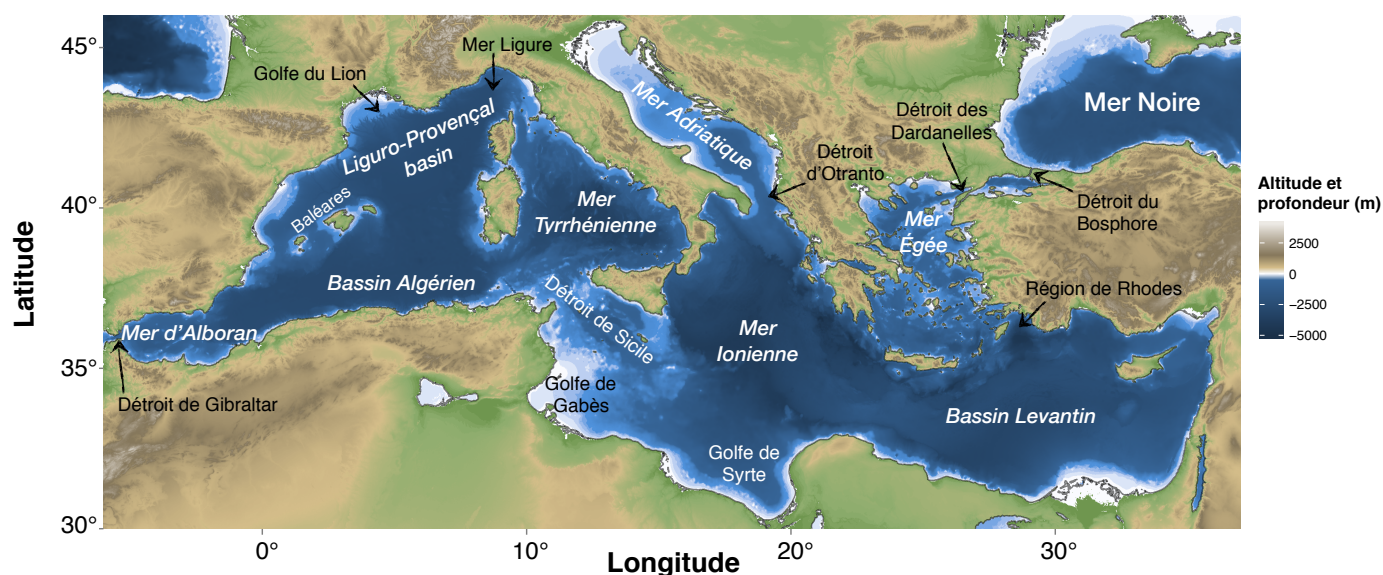 45°
40°
35°
30°
Latitude
0°
10°
20°
30°
Longitude
Mer Ligure
Golfe du Lion
Liguro-Provençal
basin
Baléares
Mer Adriatique
Mer
Tyrrhénienne
Bassin Algérien
Mer d'Alboran
Détroit de Gibraltar
Détroit de Sicile
Golfe de
Gabès
Mer
Ionienne
Golfe de
Syrte
Détroit
d'Otranto
Détroit des
Dardanelles
Mer Noire
Détroit du
Bosphore
Mer
Égée
Région de Rhodes
Bassin Levantin
Altitude et
profondeur (m)
2500
0
−2500
−5000